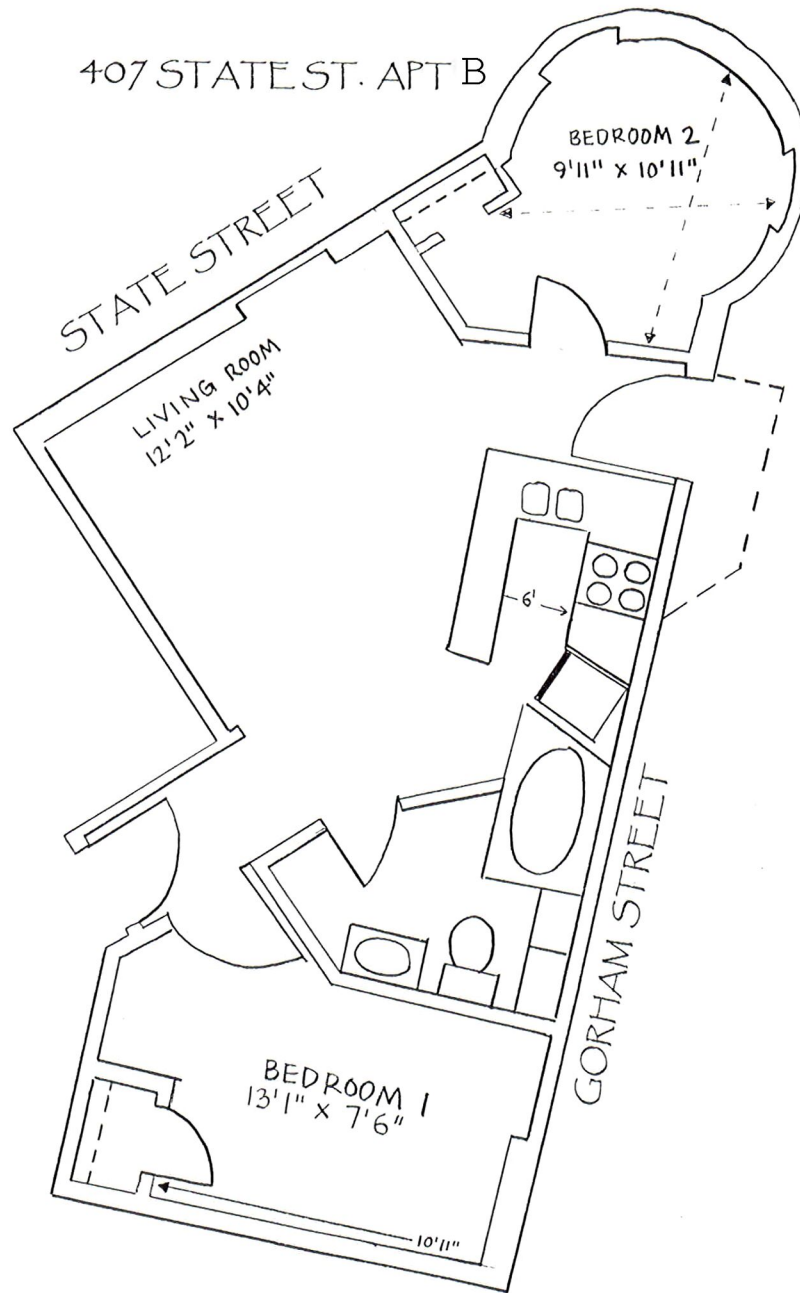 407 STATE ST. APT B
BEDROOM 2
9'11" X 10'11"
STATE STREET
LIVING ROOM
12'2" X 10'4"
6'
GORHAM STREET
BEDROOM 1
13'1" X 7'6"
10'11"